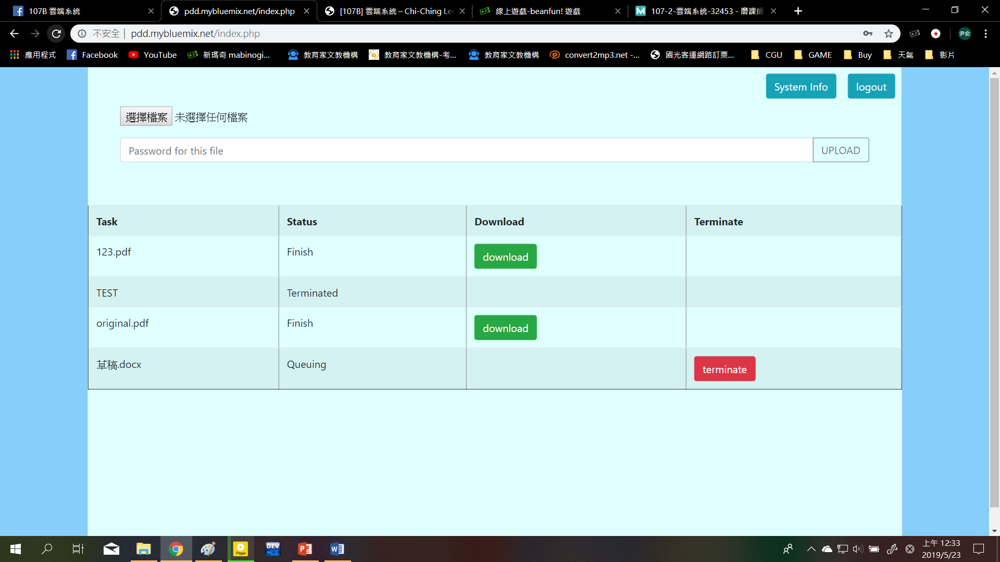 107B 雲端系統
pdd.mybluemix.net/index.php
[107B] 雲端系統 – Chi-Ching Le
線上遊戲-beanfun! 遊戲
107-2-雲端系統-32453 - 磨課師
不安全 | pdd.mybluemix.net/index.php
尹俞
應用程式
Facebook
YouTube
新瑪奇 mabinogi...
教育家文教機構
教育家文教機構-考...
教育家文教機構
convert2mp3.net -...
國光客運網路訂票...
CGU
GAME
Buy
天氣
影片
System Info
logout
選擇檔案 未選擇任何檔案
Password for this file
UPLOAD
Task Status Download Terminate
123.pdf Finish download
TEST Terminated
original.pdf Finish download
草稿.docx Queuing terminate
Player
DEV
C++
上午 12:33
2019/5/23